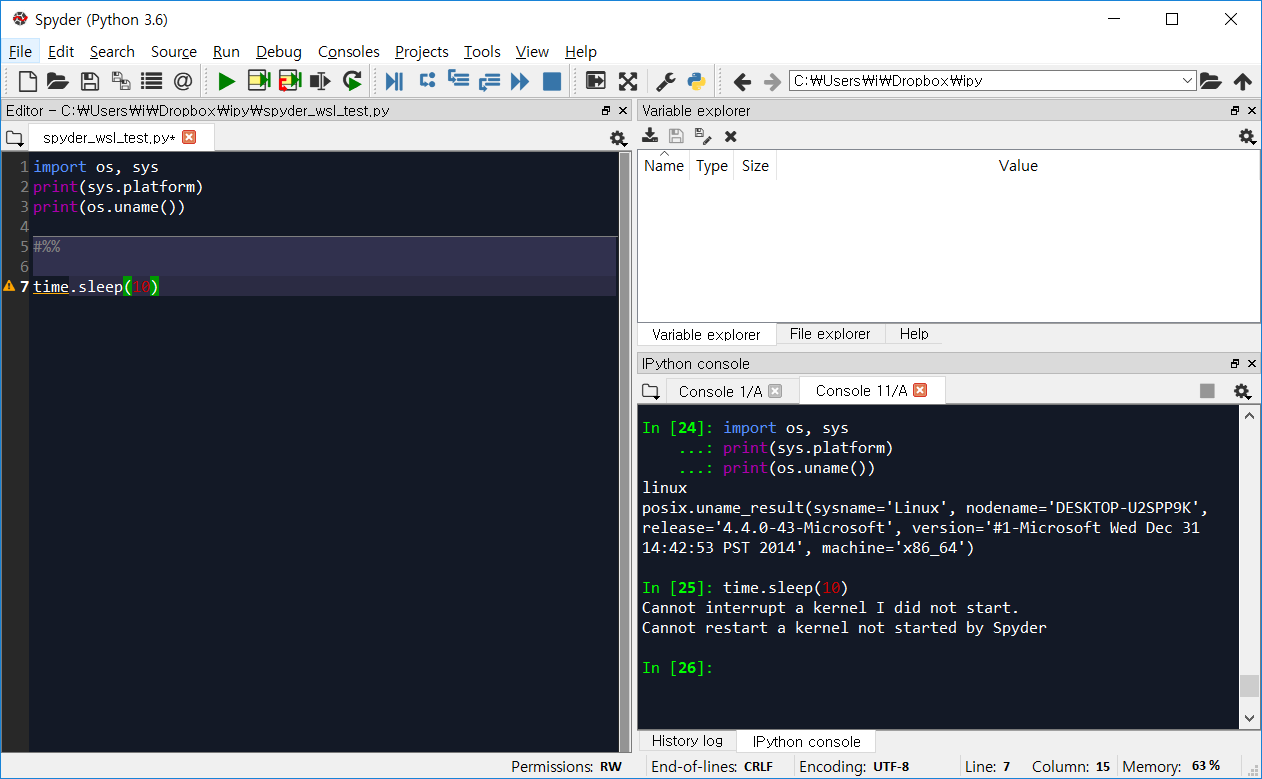 Spyder (Python 3.6)
File Edit Search Source Run Debug Consoles Projects Tools View Help
C:₩Users₩i₩Dropbox₩ipy
Editor - C:₩Users₩i₩Dropbox₩ipy₩spyder_wsl_test.py
spyder_wsl_test.py*
1 import os, sys
2 print(sys.platform)
3 print(os.uname())
4
5 #%%
6
7 time.sleep(10)
Variable explorer
Name Type Size Value
Variable explorer File explorer Help
IPython console
Console 1/A Console 11/A
In [24]: import os, sys
...: print(sys.platform)
...: print(os.uname())
linux
posix.uname_result(sysname='Linux', nodename='DESKTOP-U2SPP9K',
release='4.4.0-43-Microsoft', version='#1-Microsoft Wed Dec 31
14:42:53 PST 2014', machine='x86_64')
In [25]: time.sleep(10)
Cannot interrupt a kernel I did not start.
Cannot restart a kernel not started by Spyder
In [26]:
History log IPython console
Permissions: RW End-of-lines: CRLF Encoding: UTF-8 Line: 7 Column: 15 Memory: 63 %